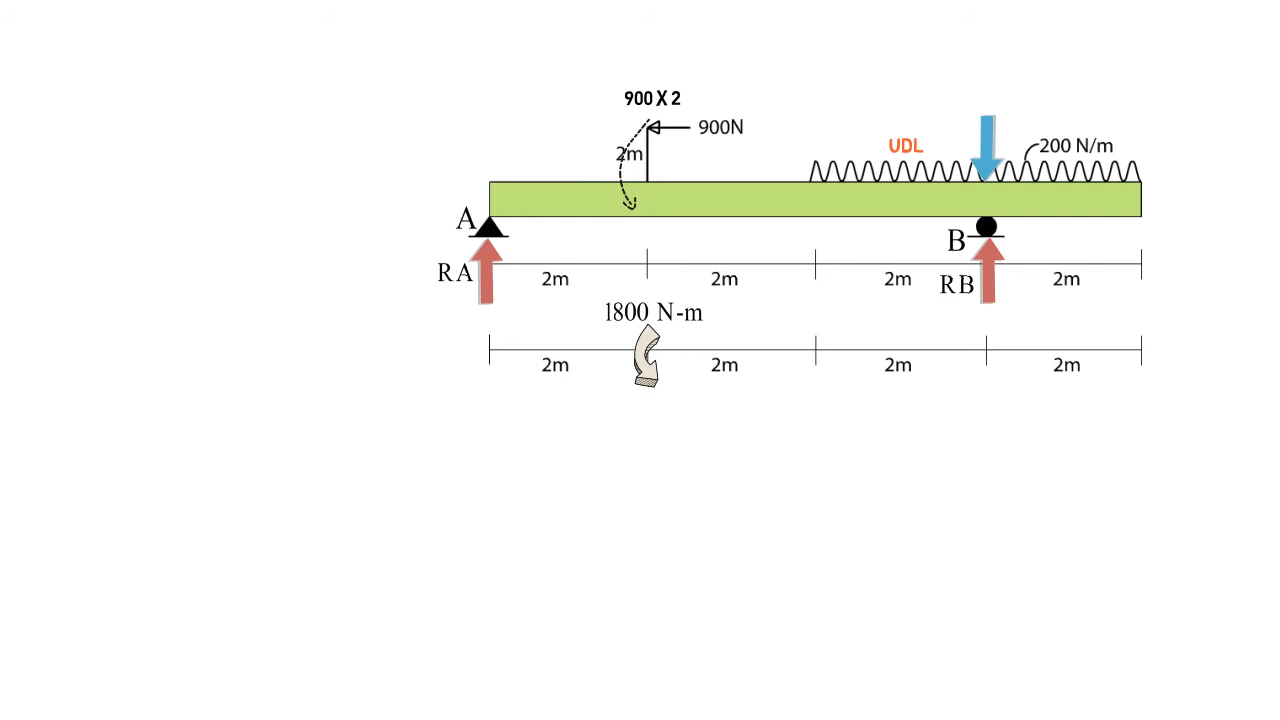 900 X 2
900N
2m
UDL
200 N/m
A
B
RA
RB
2m 2m 2m 2m
1800 N-m
2m 2m 2m 2m